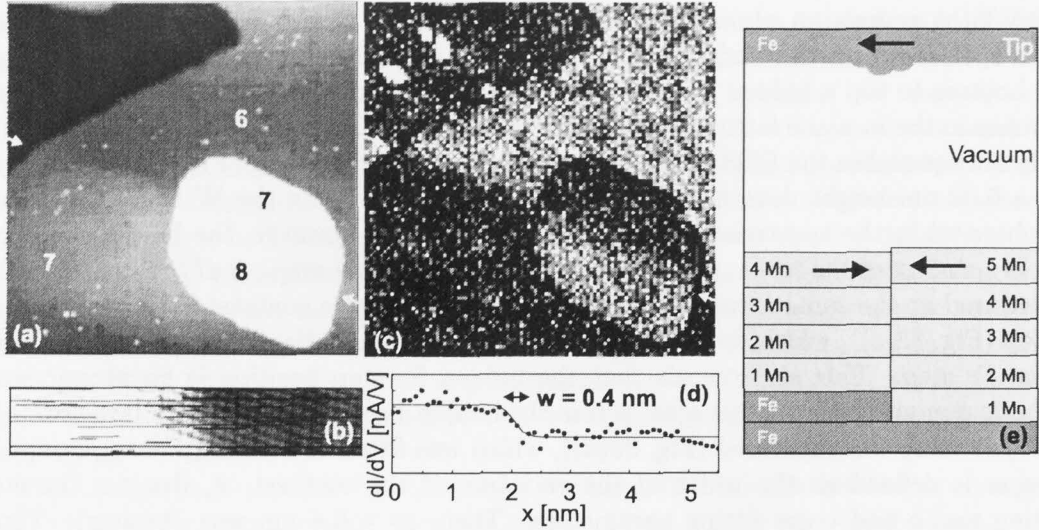 6
7
7
8
(a)
(b)
(c)
w = 0.4 nm
(d)
dI/dV [nA/V]
0 1 2 3 4 5
x [nm]
Fe
Tip
Vacuum
4 Mn
5 Mn
3 Mn
4 Mn
2 Mn
3 Mn
1 Mn
2 Mn
Fe
1 Mn
Fe
(e)